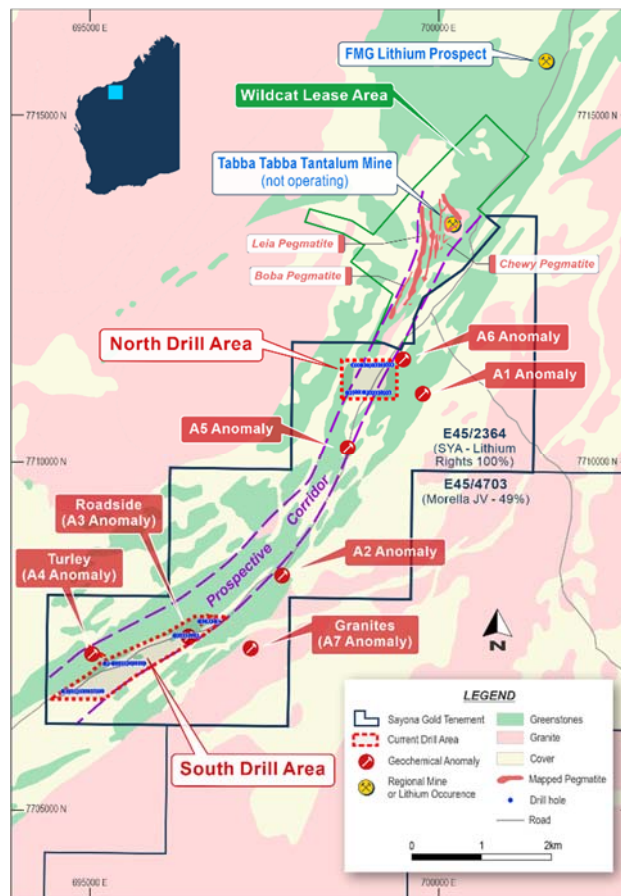 695000 E
700000 E
FMG Lithium Prospect
7715000 N
7715000 N
Wildcat Lease Area
Tabba Tabba Tantalum Mine
(not operating)
Leia Pegmatite
Chewy Pegmatite
Boba Pegmatite
North Drill Area
A6 Anomaly
A1 Anomaly
A5 Anomaly
E45/2364
(SYA - Lithium
Rights 100%)
7710000 N
7710000 N
E45/4703
(Morella JV - 49%)
Roadside
(A3 Anomaly)
Corridor
Prospective
Turley
(A4 Anomaly)
A2 Anomaly
Granites
(A7 Anomaly)
N
South Drill Area
LEGEND
Sayona Gold Tenement
Current Drill Area
Geochemical Anomaly
Regional Mine
or Lithium Occurence
Greenstones
Granite
Cover
Mapped Pegmatite
Drill hole
Road
0 1 2km
7705000 N
695000 E
700000 E